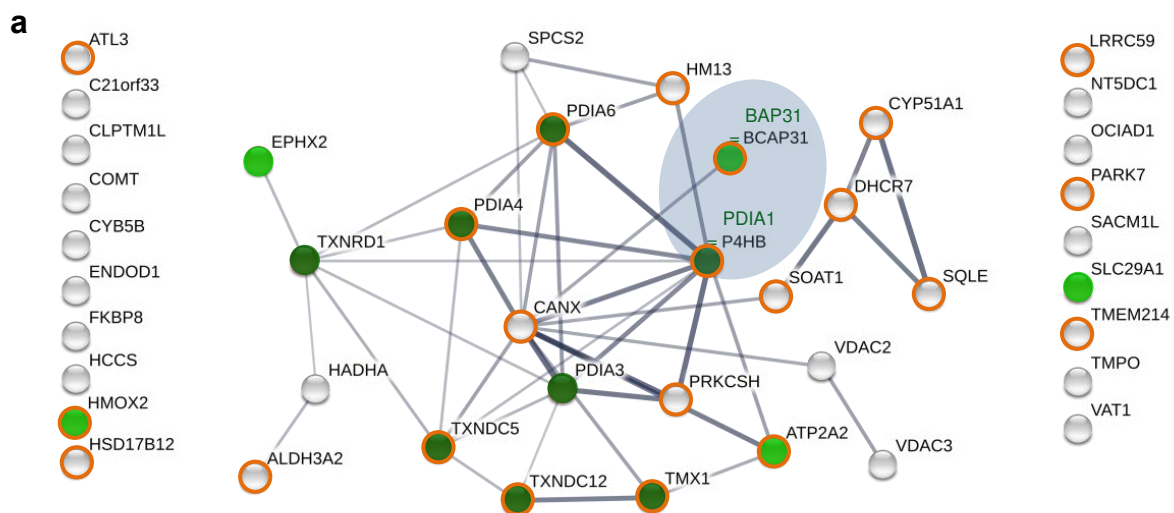 a
ATL3
C21orf33
CLPTM1L
COMT
CYB5B
ENDOD1
FKBP8
HCCS
HMOX2
HSD17B12
SPCS2
HM13
PDIA6
BAP31
= BCAP31
EPHX2
PDIA4
PDIA1
= P4HB
TXNRD1
CANX
SOAT1
CYP51A1
DHCR7
SQLE
HADHA
PDIA3
PRKCSH
VDAC2
VDAC3
ALDH3A2
TXNDC5
TXNDC12
TMX1
ATP2A2
LRRC59
NT5DC1
OCIAD1
PARK7
SACM1L
SLC29A1
TMEM214
TMPO
VAT1